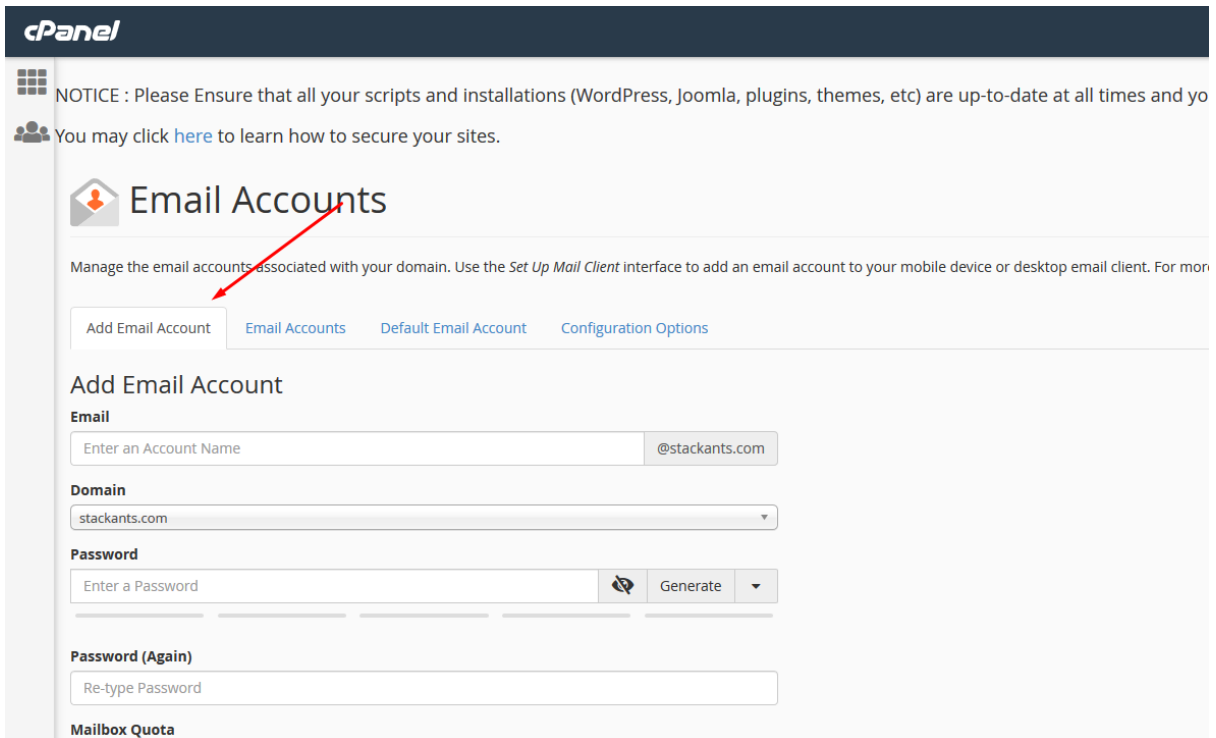 cPanel
NOTICE : Please Ensure that all your scripts and installations (WordPress, Joomla, plugins, themes, etc) are up-to-date at all times and yo
You may click here to learn how to secure your sites.
Email Accounts
Manage the email accounts associated with your domain. Use the Set Up Mail Client interface to add an email account to your mobile device or desktop email client. For more
Add Email Account Email Accounts Default Email Account Configuration Options
Add Email Account
Email
Enter an Account Name @stackants.com
Domain
stackants.com
Password
Enter a Password Generate
Password (Again)
Re-type Password
Mailbox Quota